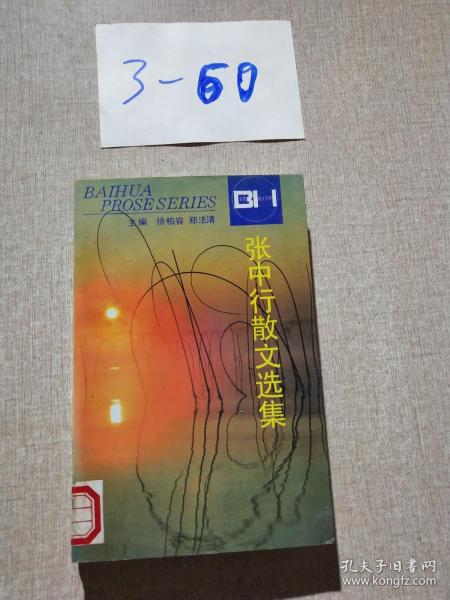 3-60
BAIHUA
PROSE SERIES
BH
主编 徐柏容 郑法清
张中行散文选集
孔夫子旧书网
www.kongfz.com